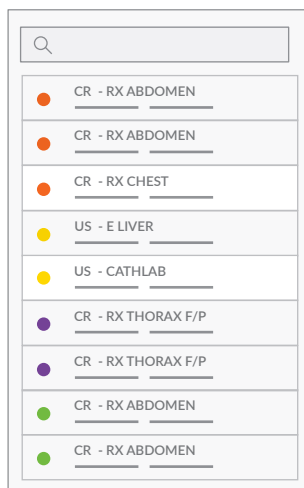 CR - RX ABDOMEN
CR - RX ABDOMEN
CR - RX CHEST
US - E LIVER
US - CATHLAB
CR - RX THORAX F/P
CR - RX THORAX F/P
CR - RX ABDOMEN
CR - RX ABDOMEN